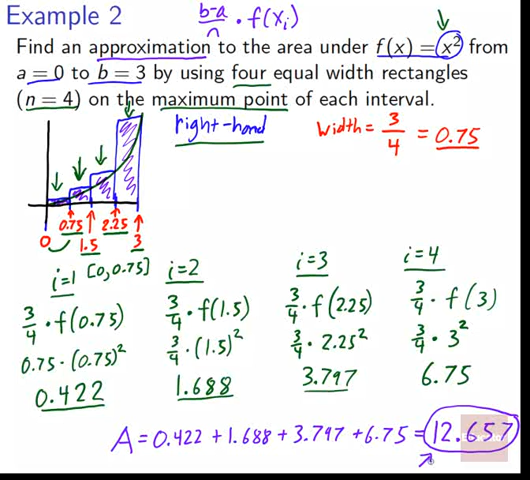 Example 2
b-a/n · f(xᵢ)
Find an approximation to the area under f(x) = x² from
a = 0 to b = 3 by using four equal width rectangles
(n = 4) on the maximum point of each interval.
right-hand
width = 3/4 = 0.75
0.75 2.25
0 1.5 3
i=1 [0,0.75] i=2 i=3 i=4
3/4 · f(0.75) 3/4 · f(1.5) 3/4 · f(2.25) 3/4 · f(3)
0.75 · (0.75)² 3/4 · (1.5)² 3/4 · 2.25² 3/4 · 3²
0.422 1.688 3.797 6.75
A = 0.422 + 1.688 + 3.797 + 6.75 = 12.657